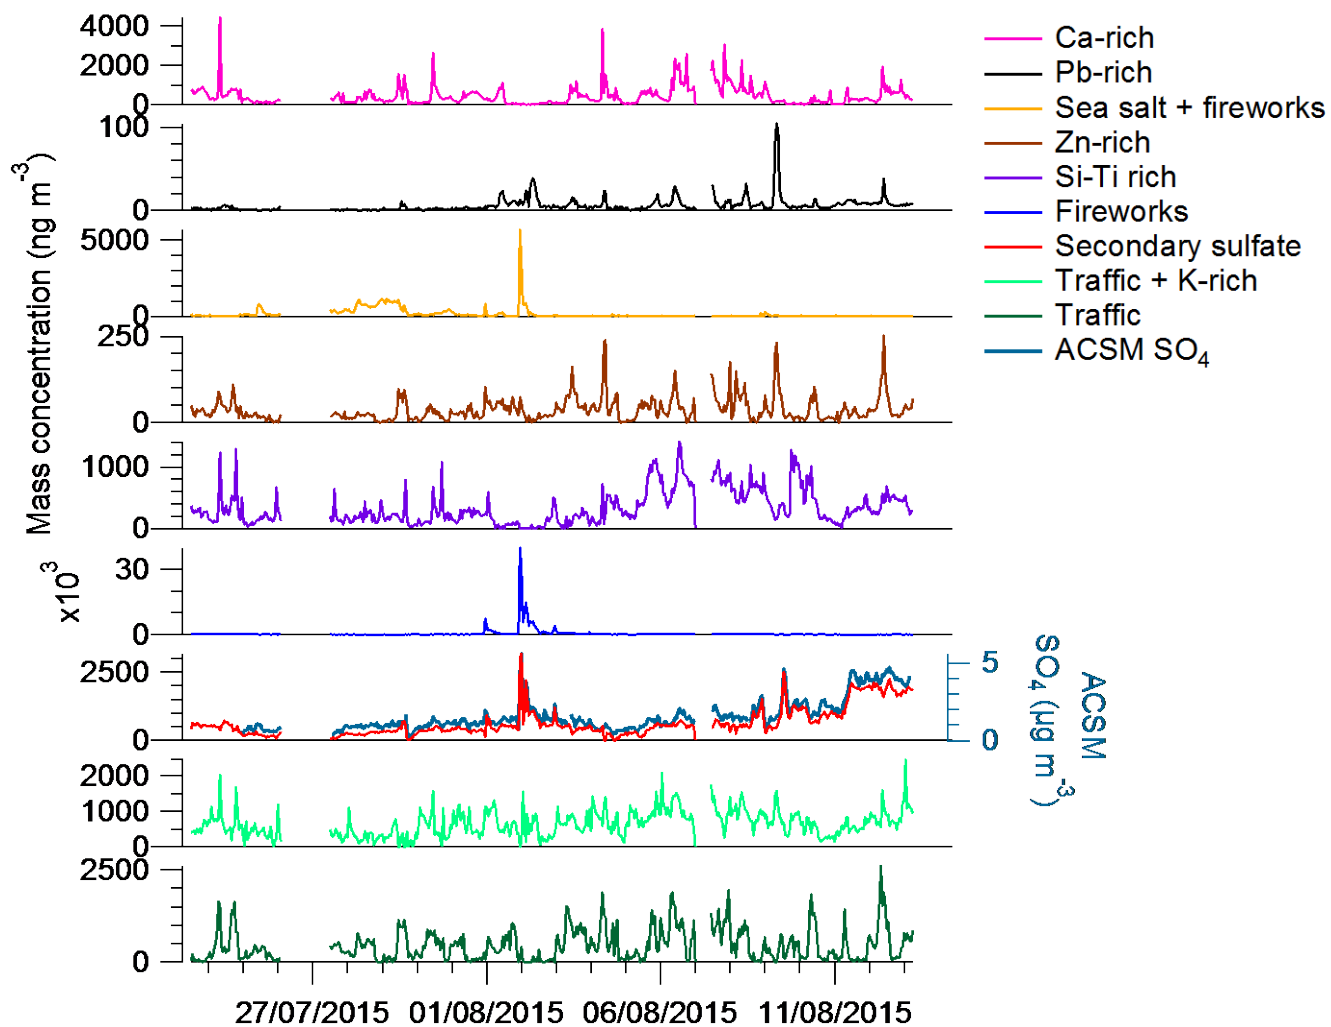 4000
2000
0
100
0
5000
0
250
0
1000
0
30
0
2500
0
2000
1000
0
2500
0
Mass concentration (ng m-3)
x10³
27/07/2015 01/08/2015 06/08/2015 11/08/2015
5
0
ACSM
SO₄ (µg m-3)
Ca-rich
Pb-rich
Sea salt + fireworks
Zn-rich
Si-Ti rich
Fireworks
Secondary sulfate
Traffic + K-rich
Traffic
ACSM SO₄